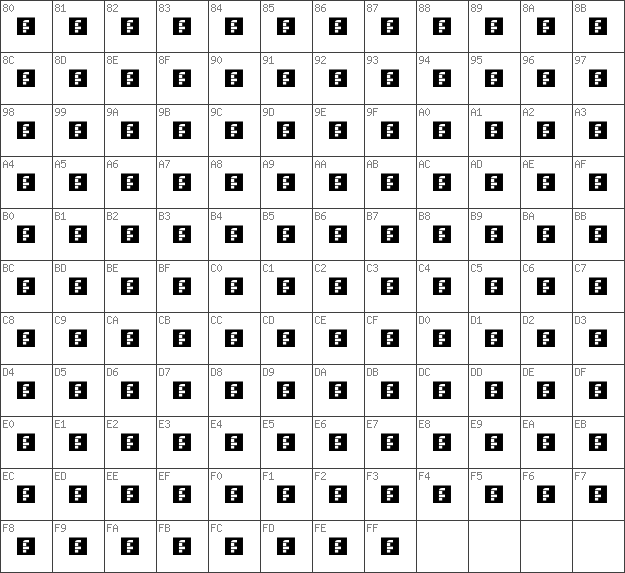 80 81 82 83 84 85 86 87 88 89 8A 8B
8C 8D 8E 8F 90 91 92 93 94 95 96 97
98 99 9A 9B 9C 9D 9E 9F A0 A1 A2 A3
A4 A5 A6 A7 A8 A9 AA AB AC AD AE AF
B0 B1 B2 B3 B4 B5 B6 B7 B8 B9 BA BB
BC BD BE BF C0 C1 C2 C3 C4 C5 C6 C7
C8 C9 CA CB CC CD CE CF D0 D1 D2 D3
D4 D5 D6 D7 D8 D9 DA DB DC DD DE DF
E0 E1 E2 E3 E4 E5 E6 E7 E8 E9 EA EB
EC ED EE EF F0 F1 F2 F3 F4 F5 F6 F7
F8 F9 FA FB FC FD FE FF